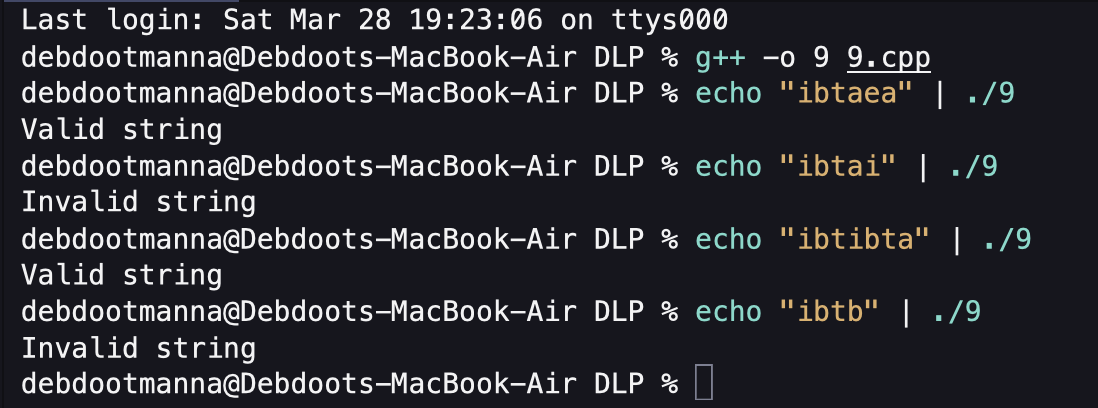 Last login: Sat Mar 28 19:23:06 on ttys000
debdootmanna@Debdoots-MacBook-Air DLP % g++ -o 9 9.cpp
debdootmanna@Debdoots-MacBook-Air DLP % echo "ibtaea" | ./9
Valid string
debdootmanna@Debdoots-MacBook-Air DLP % echo "ibtai" | ./9
Invalid string
debdootmanna@Debdoots-MacBook-Air DLP % echo "ibtibta" | ./9
Valid string
debdootmanna@Debdoots-MacBook-Air DLP % echo "ibtb" | ./9
Invalid string
debdootmanna@Debdoots-MacBook-Air DLP %